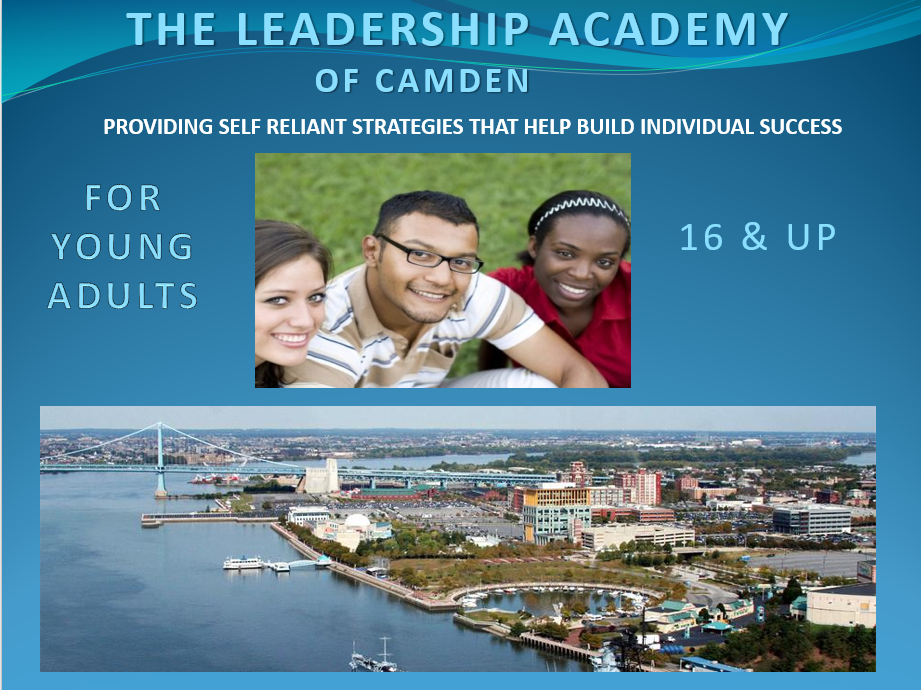 THE LEADERSHIP ACADEMY
OF CAMDEN
PROVIDING SELF RELIANT STRATEGIES THAT HELP BUILD INDIVIDUAL SUCCESS
FOR
YOUNG
ADULTS
16 & UP